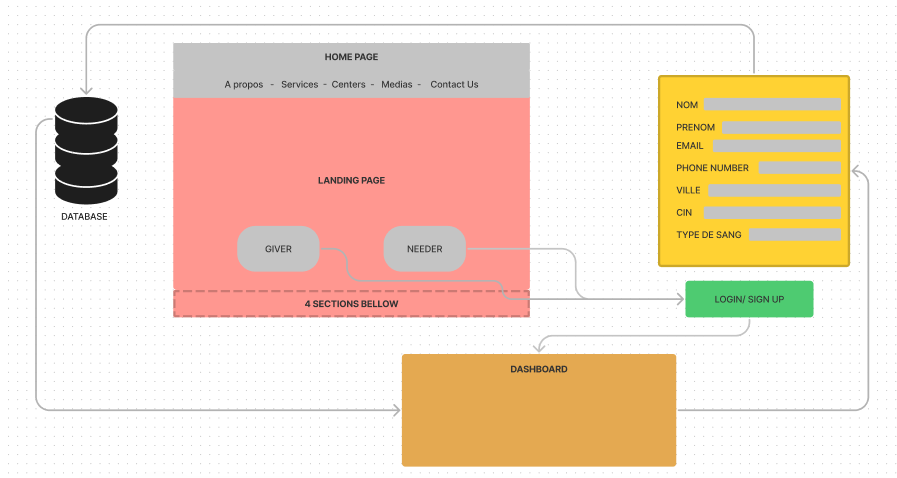 HOME PAGE
A propos - Services - Centers - Medias - Contact Us
LANDING PAGE
GIVER
NEEDER
4 SECTIONS BELLOW
DATABASE
NOM
PRENOM
EMAIL
PHONE NUMBER
VILLE
CIN
TYPE DE SANG
LOGIN/ SIGN UP
DASHBOARD